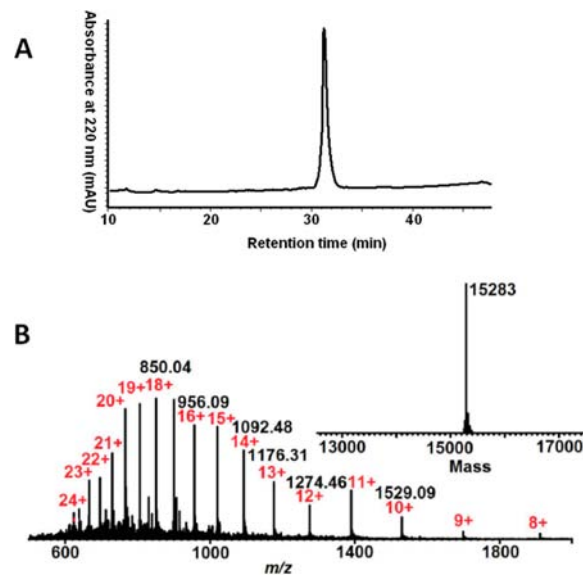 A
Absorbance at 220 nm (mAU)
10 20 30 40
Retention time (min)
B
15283
13000 15000 17000
Mass
850.04
19+ 18+
20+
956.09
16+ 15+
1092.48
14+
21+
1176.31
22+
13+
23+
1274.46
11+
12+
1529.09
24+
10+
9+ 8+
600 1000 1400 1800
m/z